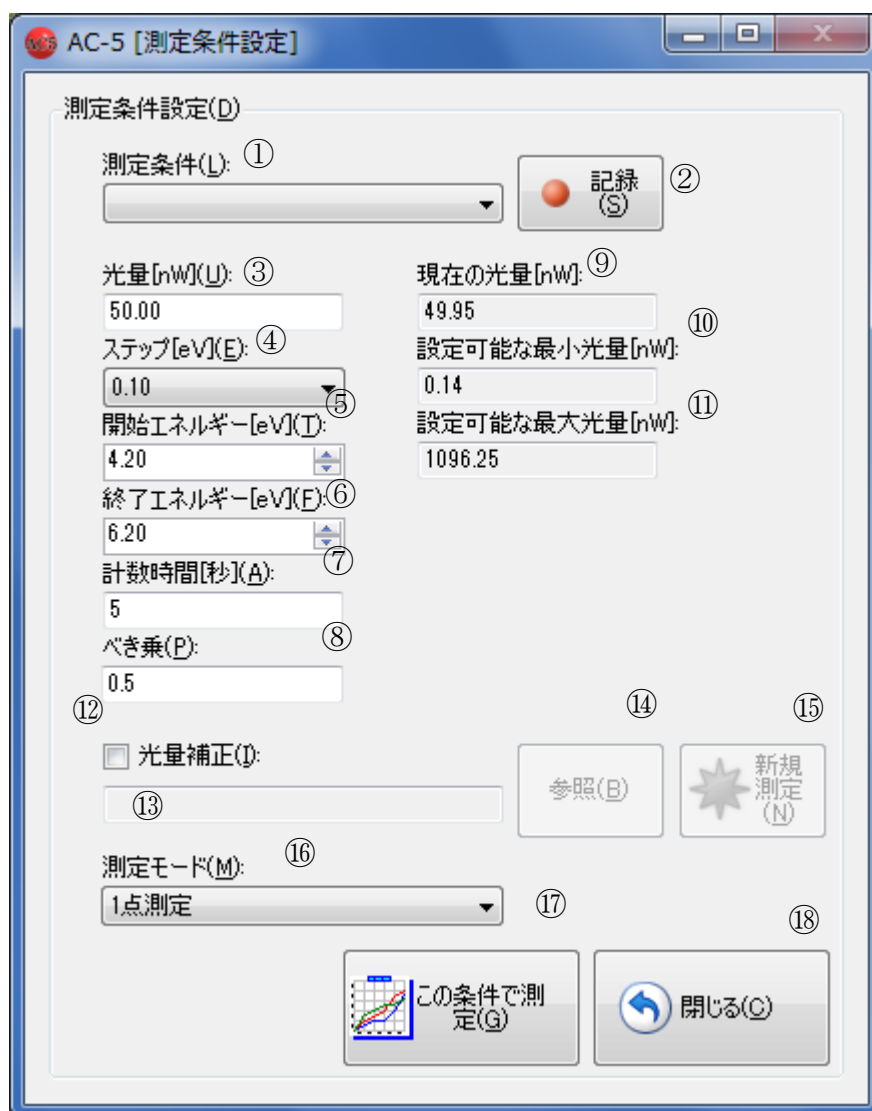 AC-5 [測定条件設定]
測定条件設定(D)
測定条件(L): ①
記録(S) ②
光量[nW](U): ③
50.00
現在の光量[nW]: ⑨
49.95
ステップ[eV](E): ④
0.10
設定可能な最小光量[nW]: ⑩
0.14
開始エネルギー[eV](T): ⑤
4.20
設定可能な最大光量[nW]: ⑪
1096.25
終了エネルギー[eV](F): ⑥
6.20
計数時間[秒](A): ⑦
5
べき乗(P): ⑧
0.5
⑫
光量補正(I):
⑬
⑭
参照(B)
⑮
新規
測定
(N)
測定モード(M): ⑯
1点測定
⑰
この条件で測
定(G)
⑱
閉じる(C)